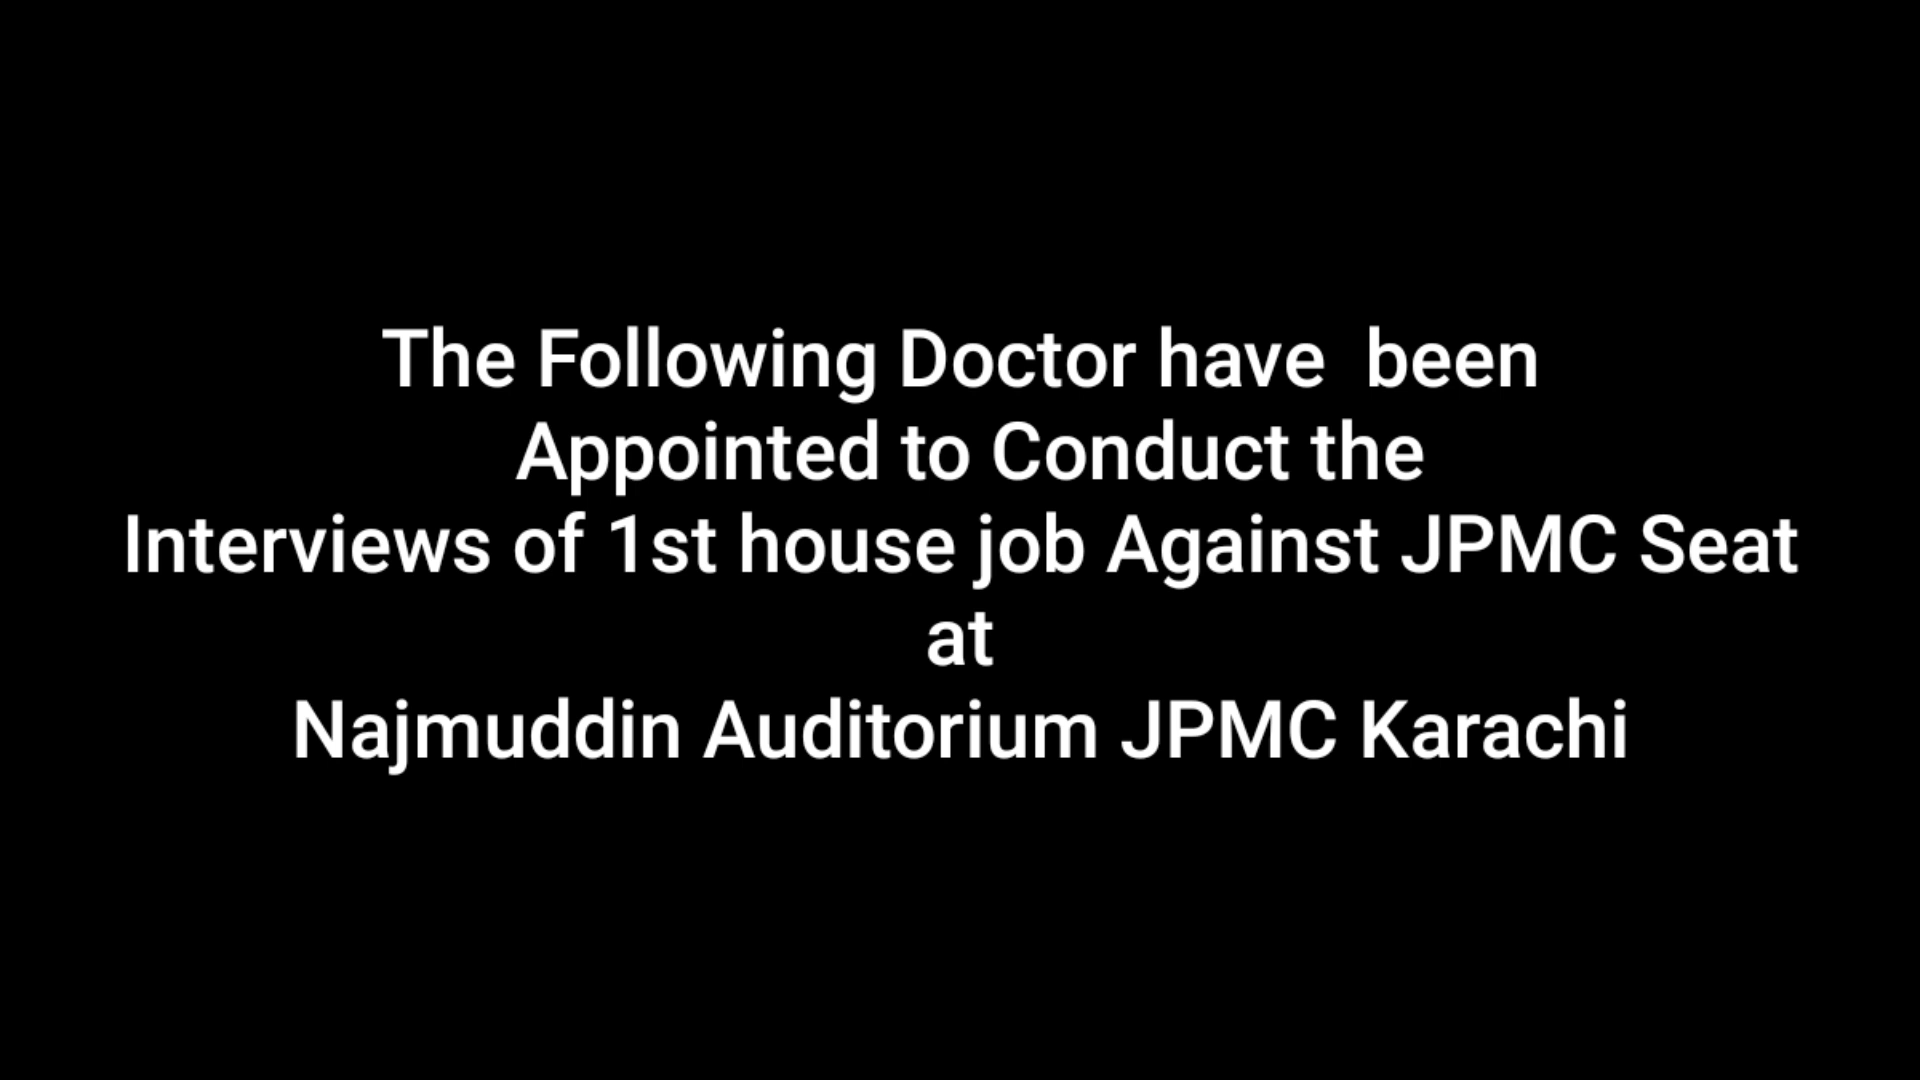 The Following Doctor have  been
Appointed to Conduct the
Interviews of 1st house job Against JPMC Seat
at
Najmuddin Auditorium JPMC Karachi